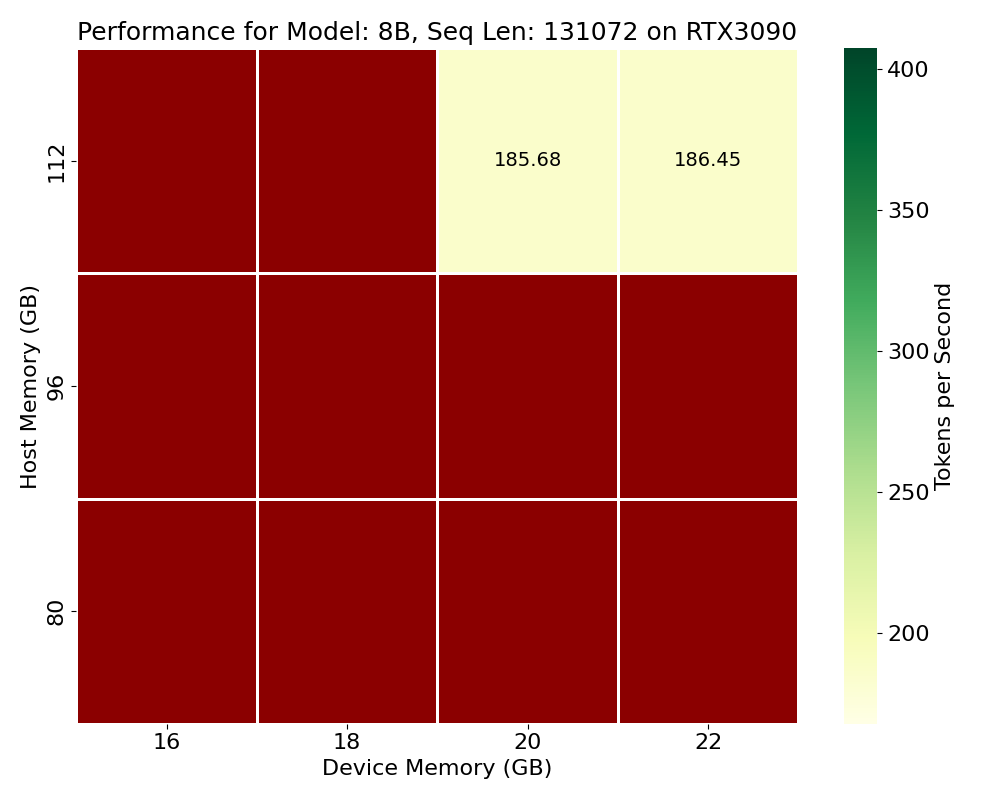 Performance for Model: 8B, Seq Len: 131072 on RTX3090
Host Memory (GB)
112
96
80
185.68 186.45
16 18 20 22
Device Memory (GB)
400
350
300
250
200
Tokens per Second